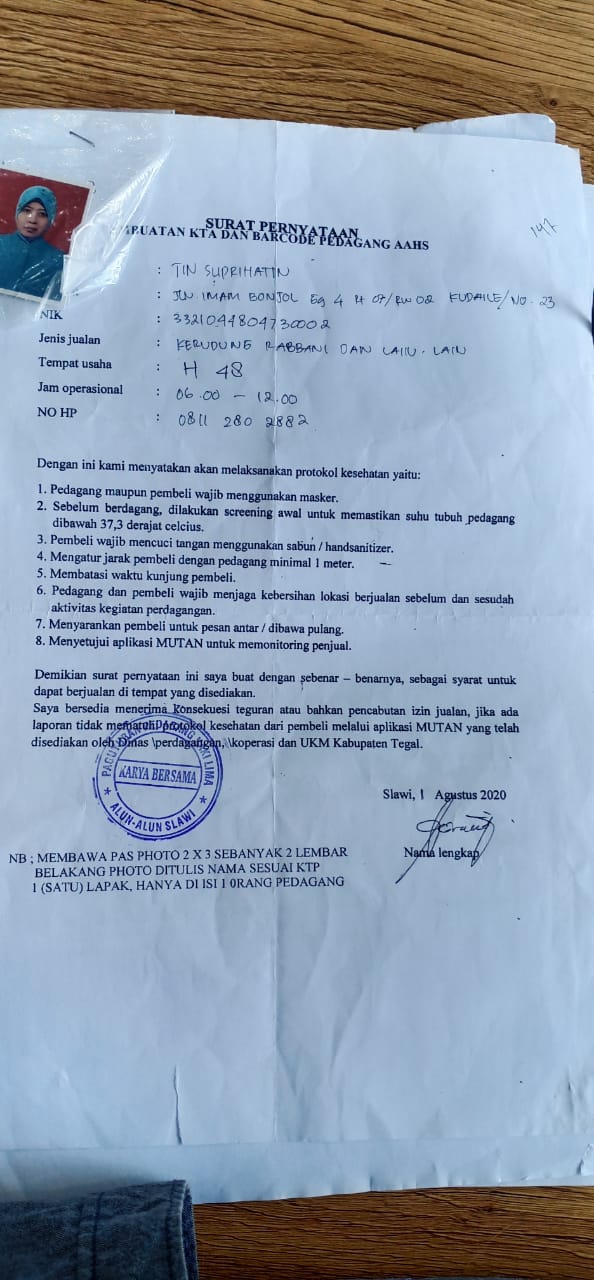 SURAT PERNYATAAN
BUATAN KTA DAN BARCODE PEDAGANG AAHS
147
: TIN SUPRIHATIN
: JLN. IMAM BONJOL Gg 4 Rt 07/RW 02 KUDAILE/NO. 23
NIK : 3321044804730002
Jenis jualan : KERUDUNG RABBANI DAN LAIN-LAIN
Tempat usaha : H 48
Jam operasional : 06.00 – 12.00
NO HP : 0811 280 2882
Dengan ini kami menyatakan akan melaksanakan protokol kesehatan yaitu:
1. Pedagang maupun pembeli wajib menggunakan masker.
2. Sebelum berdagang, dilakukan screening awal untuk memastikan suhu tubuh pedagang
dibawah 37,3 derajat celcius.
3. Pembeli wajib mencuci tangan menggunakan sabun / handsanitizer.
4. Mengatur jarak pembeli dengan pedagang minimal 1 meter.
5. Membatasi waktu kunjung pembeli.
6. Pedagang dan pembeli wajib menjaga kebersihan lokasi berjualan sebelum dan sesudah
aktivitas kegiatan perdagangan.
7. Menyarankan pembeli untuk pesan antar / dibawa pulang.
8. Menyetujui aplikasi MUTAN untuk memonitoring penjual.
Demikian surat pernyataan ini saya buat dengan sebenar – benarnya, sebagai syarat untuk
dapat berjualan di tempat yang disediakan.
Saya bersedia menerima konsekuesi teguran atau bahkan pencabutan izin jualan, jika ada
laporan tidak mematuhi protokol kesehatan dari pembeli melalui aplikasi MUTAN yang telah
disediakan oleh Dinas \perdagangan,\\koperasi dan UKM Kabupaten Tegal.
PAGUYUBAN PEDAGANG KAKI LIMA
KARYA BERSAMA
ALUN-ALUN SLAWI
Slawi, 1 Agustus 2020
Nama lengkap
NB ; MEMBAWA PAS PHOTO 2 X 3 SEBANYAK 2 LEMBAR
BELAKANG PHOTO DITULIS NAMA SESUAI KTP
1 (SATU) LAPAK, HANYA DI ISI 1 0RANG PEDAGANG